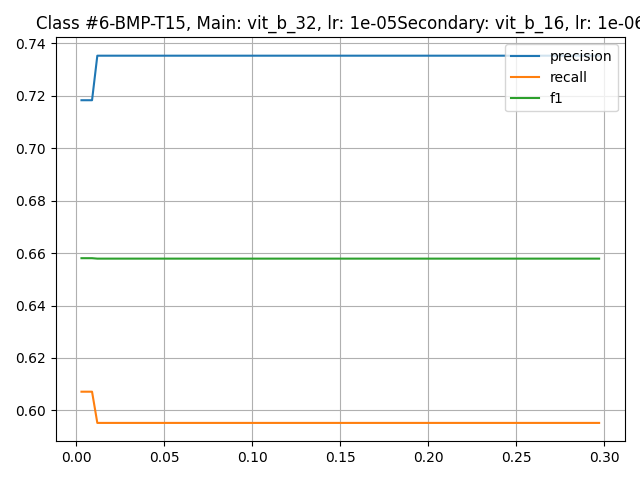 Class #6-BMP-T15, Main: vit_b_32, lr: 1e-05Secondary: vit_b_16, lr: 1e-06
precision
recall
f1
0.74
0.72
0.70
0.68
0.66
0.64
0.62
0.60
0.00 0.05 0.10 0.15 0.20 0.25 0.30